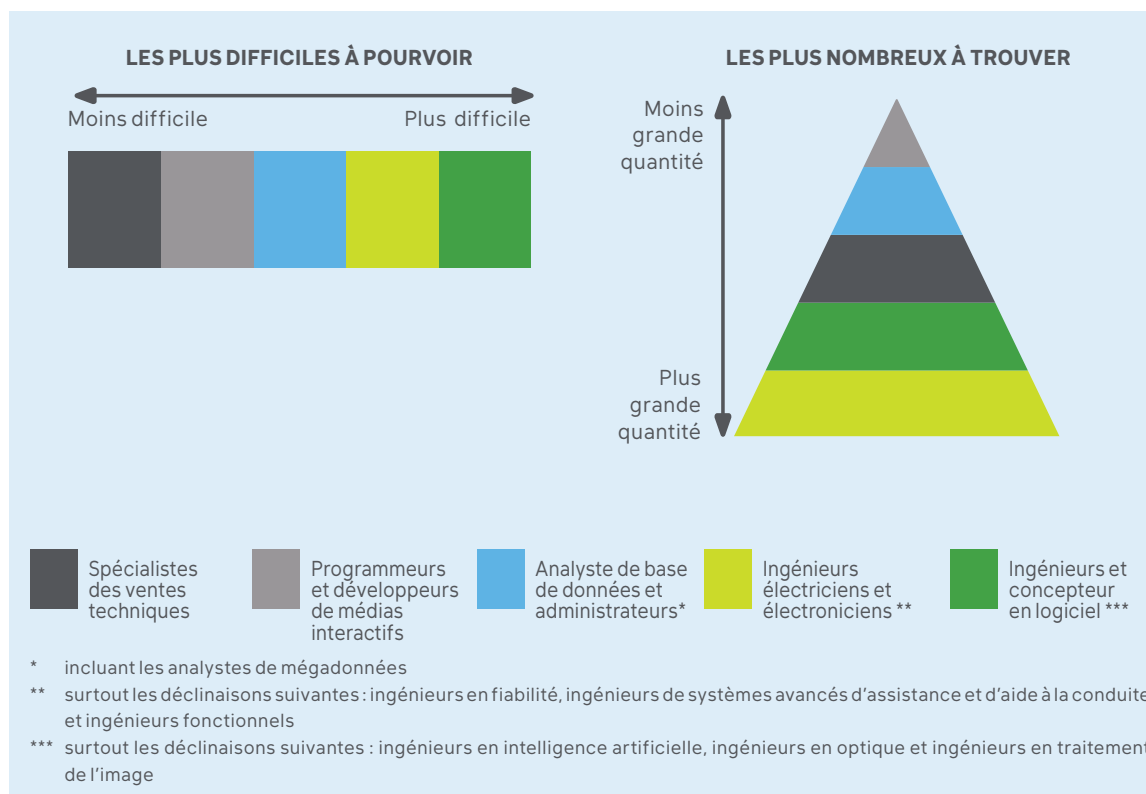 LES PLUS DIFFICILES À POURVOIR
Moins difficile
Plus difficile
LES PLUS NOMBREUX À TROUVER
Moins
grande
quantité
Plus
grande
quantité
Spécialistes
des ventes
techniques
Programmeurs
et développeurs
de médias
interactifs
Analyste de base
de données et
administrateurs*
Ingénieurs
électriciens et
électroniciens **
Ingénieurs et
concepteur
en logiciel ***
* incluant les analystes de mégadonnées
** surtout les déclinaisons suivantes : ingénieurs en fiabilité, ingénieurs de systèmes avancés d'assistance et d'aide à la conduite
et ingénieurs fonctionnels
*** surtout les déclinaisons suivantes : ingénieurs en intelligence artificielle, ingénieurs en optique et ingénieurs en traitement
de l'image